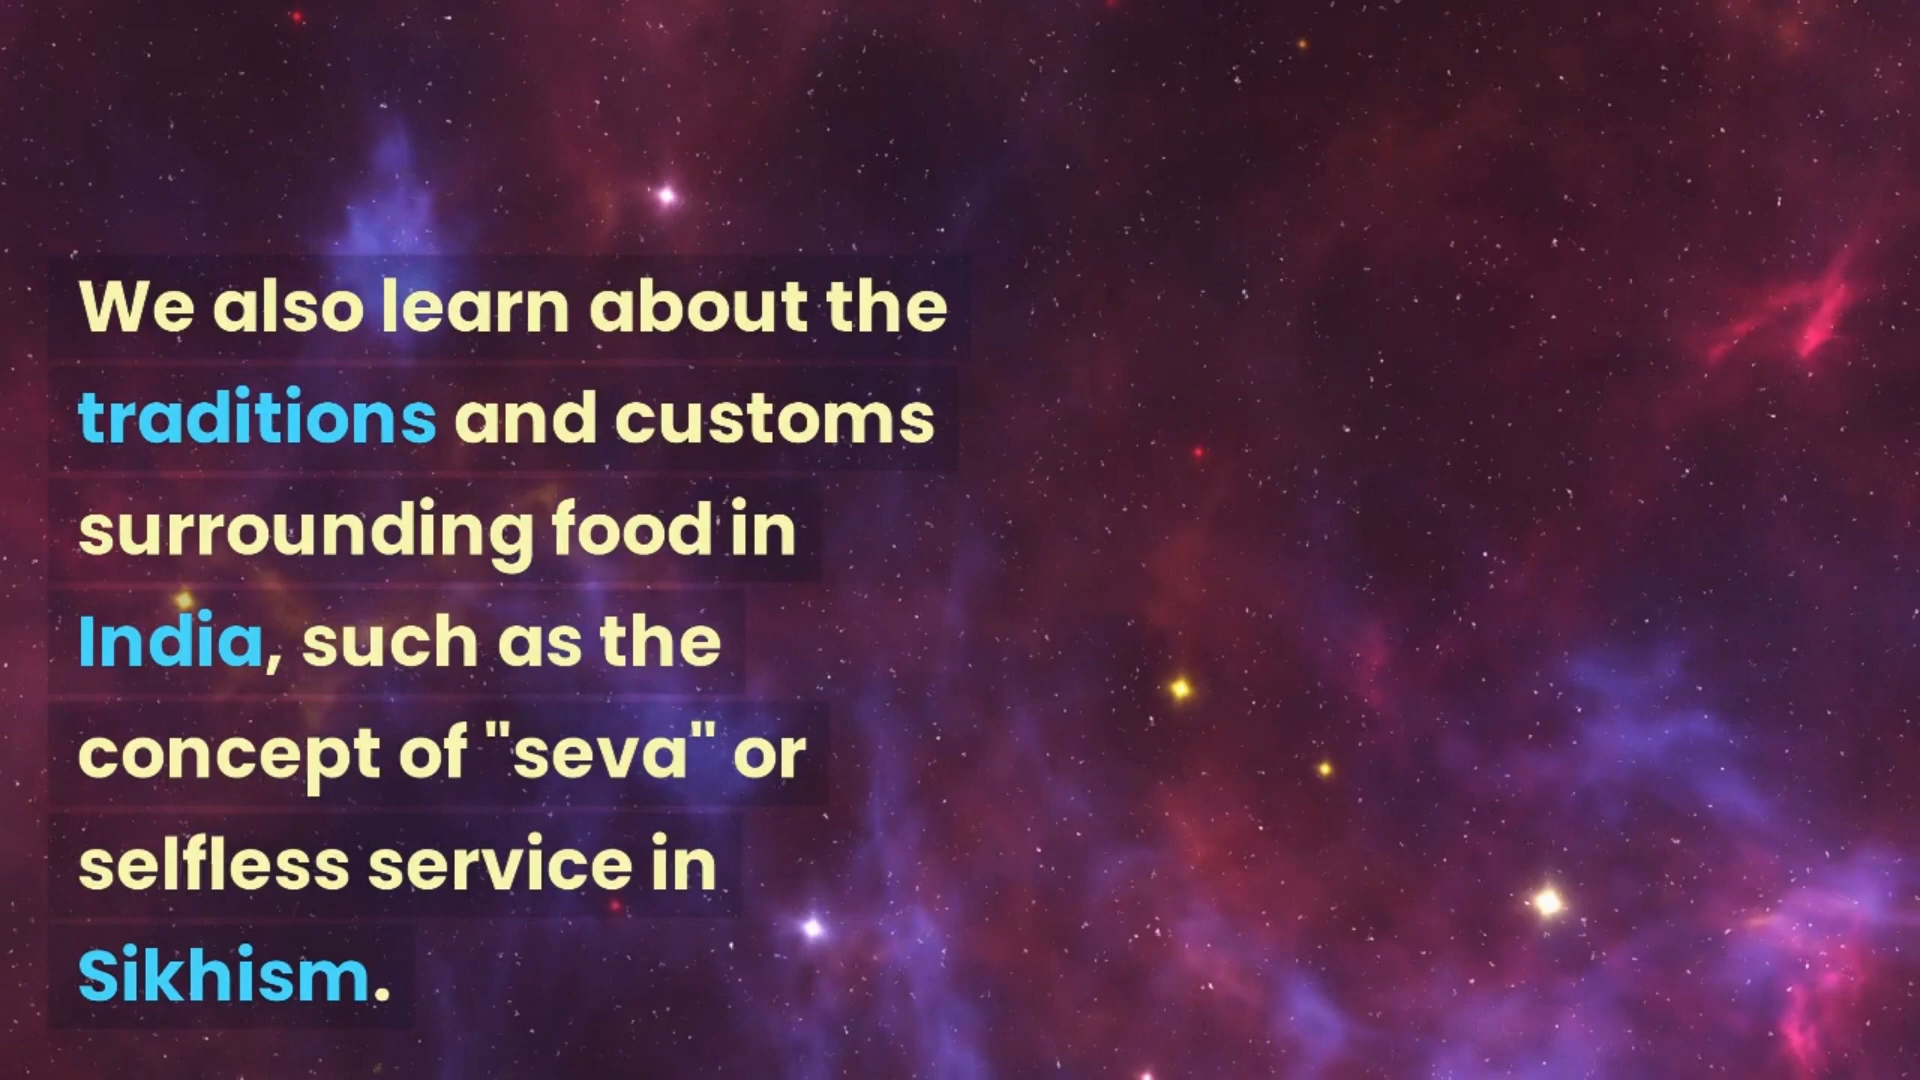 We also learn about the
traditions and customs
surrounding food in
India, such as the
concept of "seva" or
selfless service in
Sikhism.